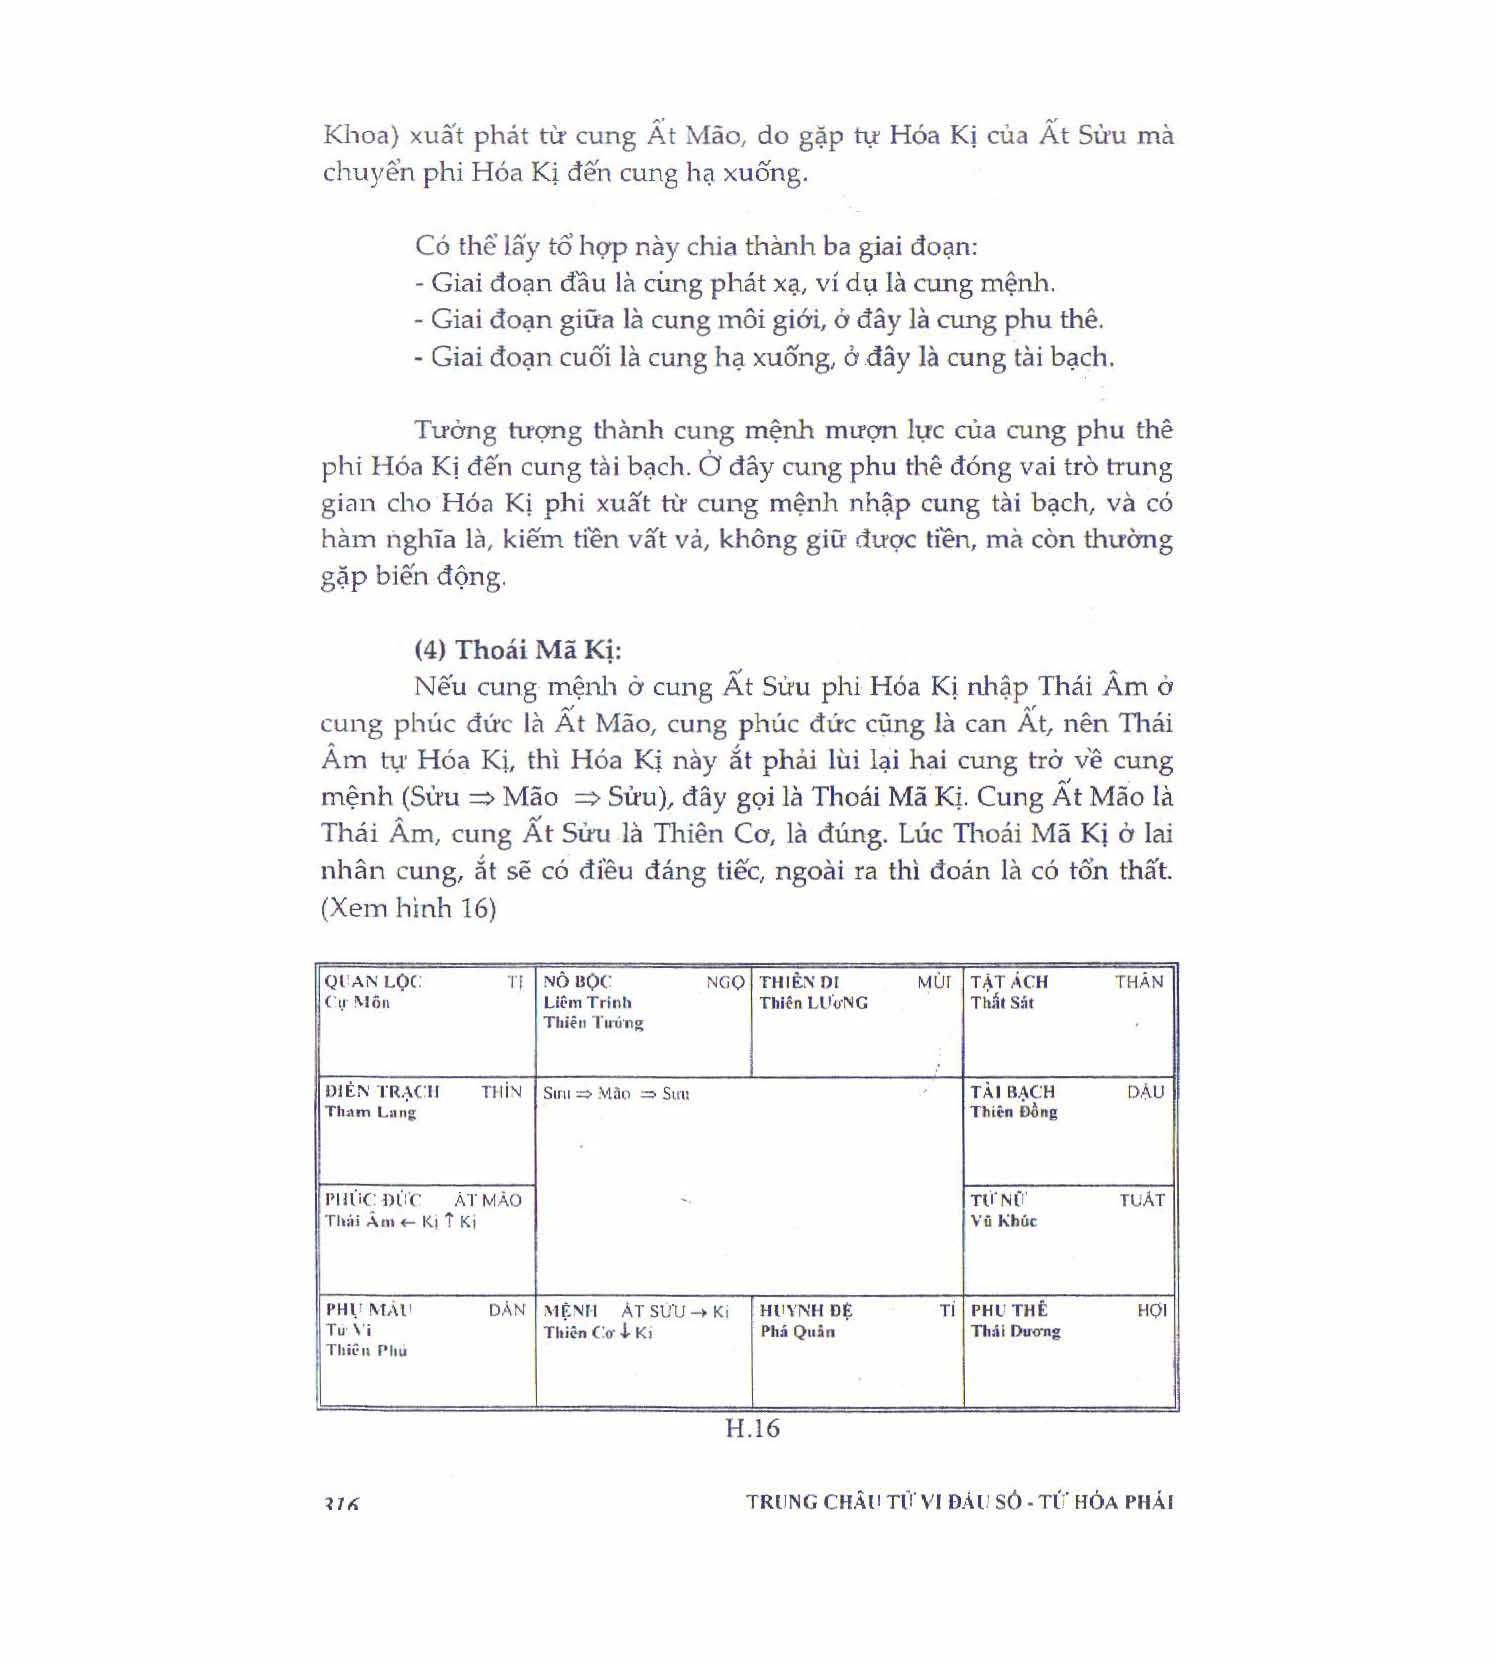 Khoa) xuất phát từ cung Ất Mão, do gặp tự Hóa Kị của Ất Sửu mà
chuyển phi Hóa Kị đến cung hạ xuống.
Có thể lấy tổ hợp này chia thành ba giai đoạn:
- Giai đoạn đầu là cung phát xạ, ví dụ là cung mệnh.
- Giai đoạn giữa là cung môi giới, ở đây là cung phu thê.
- Giai đoạn cuối là cung hạ xuống, ở đây là cung tài bạch.
Tưởng tượng thành cung mệnh mượn lực của cung phu thê
phi Hóa Kị đến cung tài bạch. Ở đây cung phu thê đóng vai trò trung
gian cho Hóa Kị phi xuất từ cung mệnh nhập cung tài bạch, và có
hàm nghĩa là, kiếm tiền vất vả, không giữ được tiền, mà còn thường
gặp biến động.
(4) Thoái Mã Kị:
Nếu cung mệnh ở cung Ất Sửu phi Hóa Kị nhập Thái Âm ở
cung phúc đức là Ất Mão, cung phúc đức cũng là can Ất, nên Thái
Âm tự Hóa Kị, thì Hóa Kị này ắt phải lùi lại hai cung trở về cung
mệnh (Sửu ⇒ Mão ⇒ Sửu), đây gọi là Thoái Mã Kị. Cung Ất Mão là
Thái Âm, cung Ất Sửu là Thiên Cơ, là đúng. Lúc Thoái Mã Kị ở lai
nhân cung, ắt sẽ có điều đáng tiếc, ngoài ra thì đoán là có tổn thất.
(Xem hình 16)
QUAN LỘC TỊ NÔ BỘC NGỌ THIÊN DI MÙI TẬT ÁCH THÂN
Cự Môn Liêm Trinh Thiên LƯơNG Thất Sát
Thiên Tướng
ĐIỀN TRẠCH THÌN Sửu ⇒ Mão ⇒ Sửu TÀI BẠCH DẬU
Tham Lang Thiên Đồng
PHÚC ĐỨC ẤT MÃO TỬ NỮ TUẤT
Thái Âm ← Kị ↑ Kị Vũ Khúc
PHỤ MẪU DẦN MỆNH ẤT SỬU → Kị HUYNH ĐỆ TÍ PHU THÊ HỢI
Tử Vi Thiên Cơ ↓ Kị Phá Quân Thái Dương
Thiên Phủ
H.16
316 TRUNG CHÂU TỬ VI ĐẨU SỐ - TỨ HÓA PHÁI